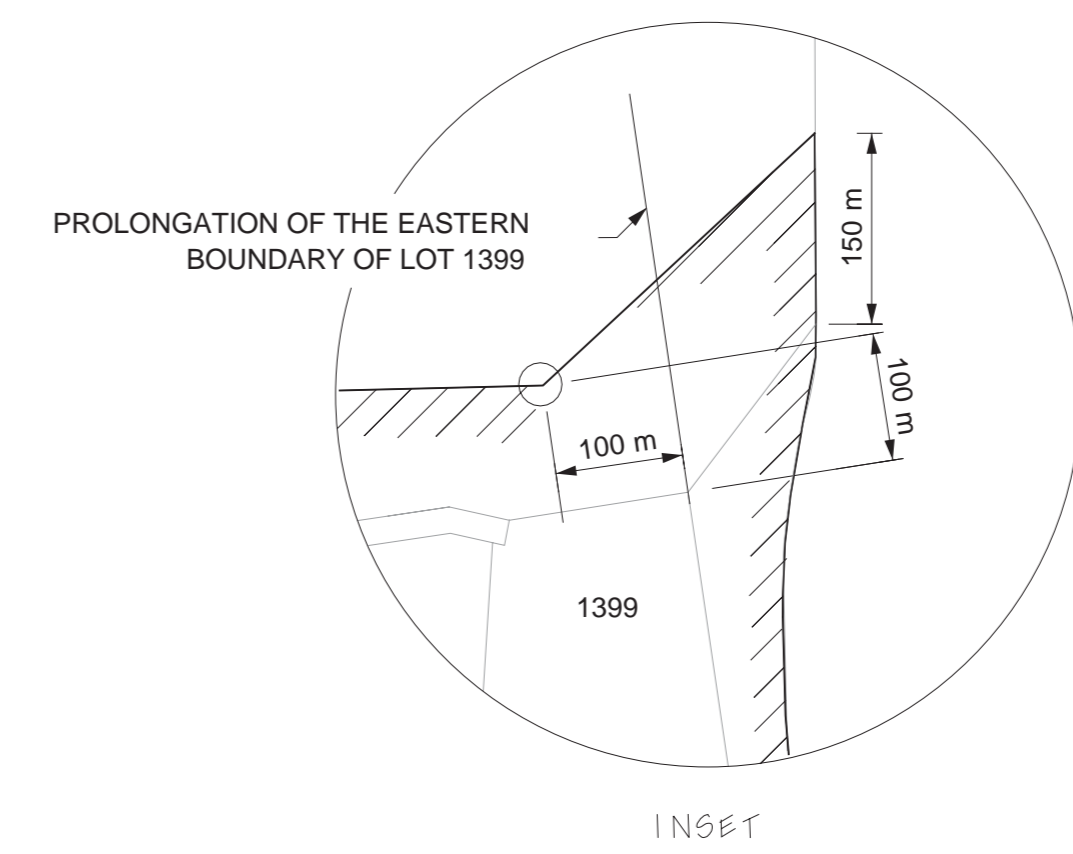 PROLONGATION OF THE EASTERN
BOUNDARY OF LOT 1399
150 m
100 m
100 m
1399
INSET